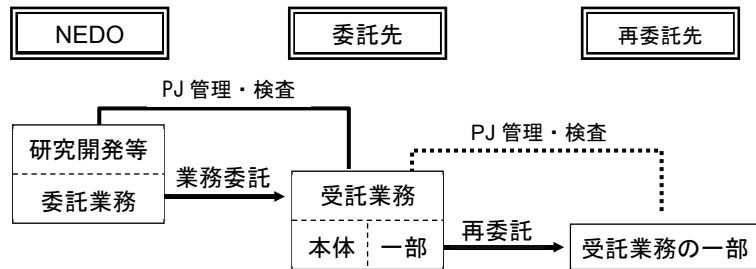 NEDO
委託先
再委託先
PJ 管理・検査
PJ 管理・検査
研究開発等
委託業務
業務委託
受託業務
本体
一部
再委託
受託業務の一部